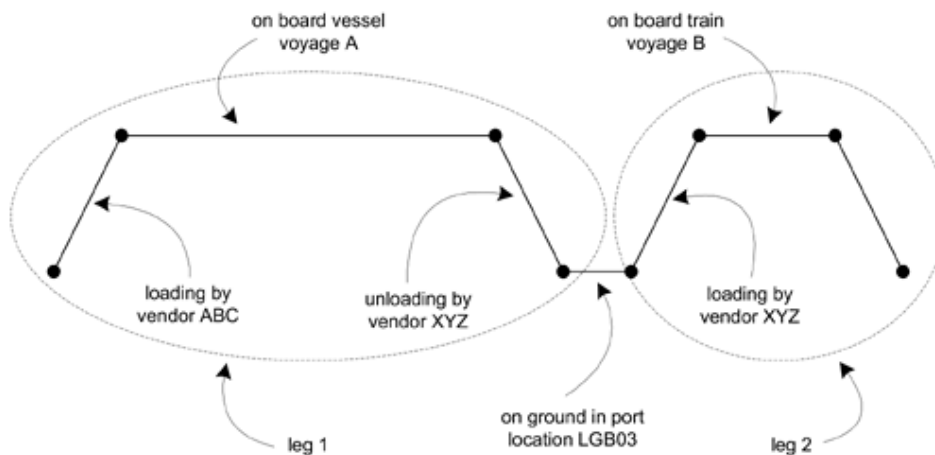 on board vessel
voyage A
on board train
voyage B
loading by
vendor ABC
unloading by
vendor XYZ
loading by
vendor XYZ
on ground in port
location LGB03
leg 1
leg 2